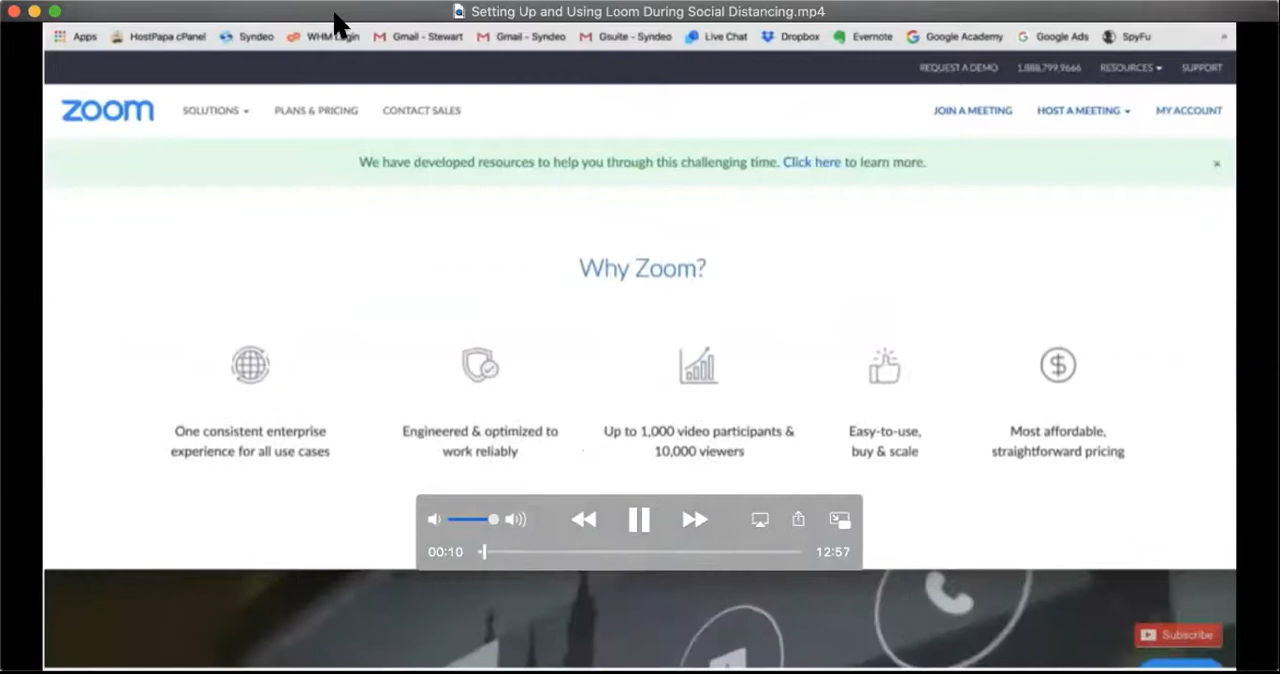 Setting Up and Using Loom During Social Distancing.mp4
Apps HostPapa cPanel Syndeo WHM Login Gmail - Stewart Gmail - Syndeo Gsuite - Syndeo Live Chat Dropbox Evernote Google Academy Google Ads SpyFu »
REQUEST A DEMO 1.888.799.9666 RESOURCES SUPPORT
zoom SOLUTIONS PLANS & PRICING CONTACT SALES JOIN A MEETING HOST A MEETING MY ACCOUNT
We have developed resources to help you through this challenging time. Click here to learn more. ×
Why Zoom?
One consistent enterprise Engineered & optimized to Up to 1,000 video participants & Easy-to-use, Most affordable,
experience for all use cases work reliably 10,000 viewers buy & scale straightforward pricing
00:10 12:57
Subscribe